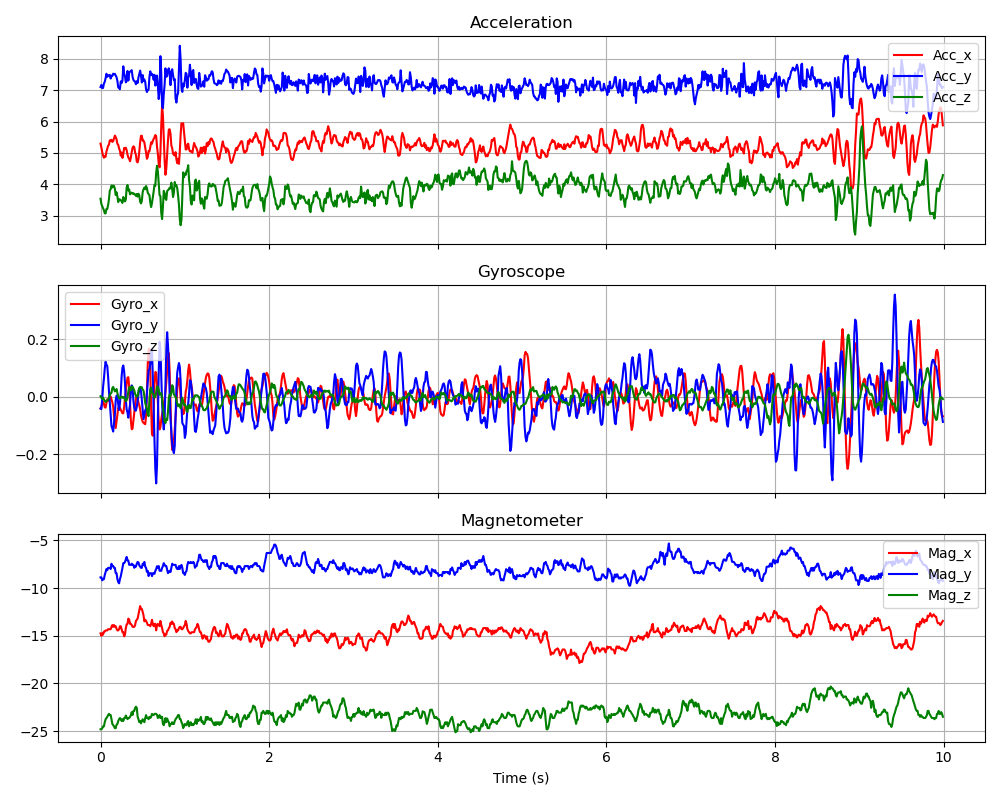 Acceleration
8
7
6
5
4
3
Acc_x
Acc_y
Acc_z
Gyroscope
0.2
0.0
−0.2
Gyro_x
Gyro_y
Gyro_z
Magnetometer
−5
−10
−15
−20
−25
Mag_x
Mag_y
Mag_z
0 2 4 6 8 10
Time (s)